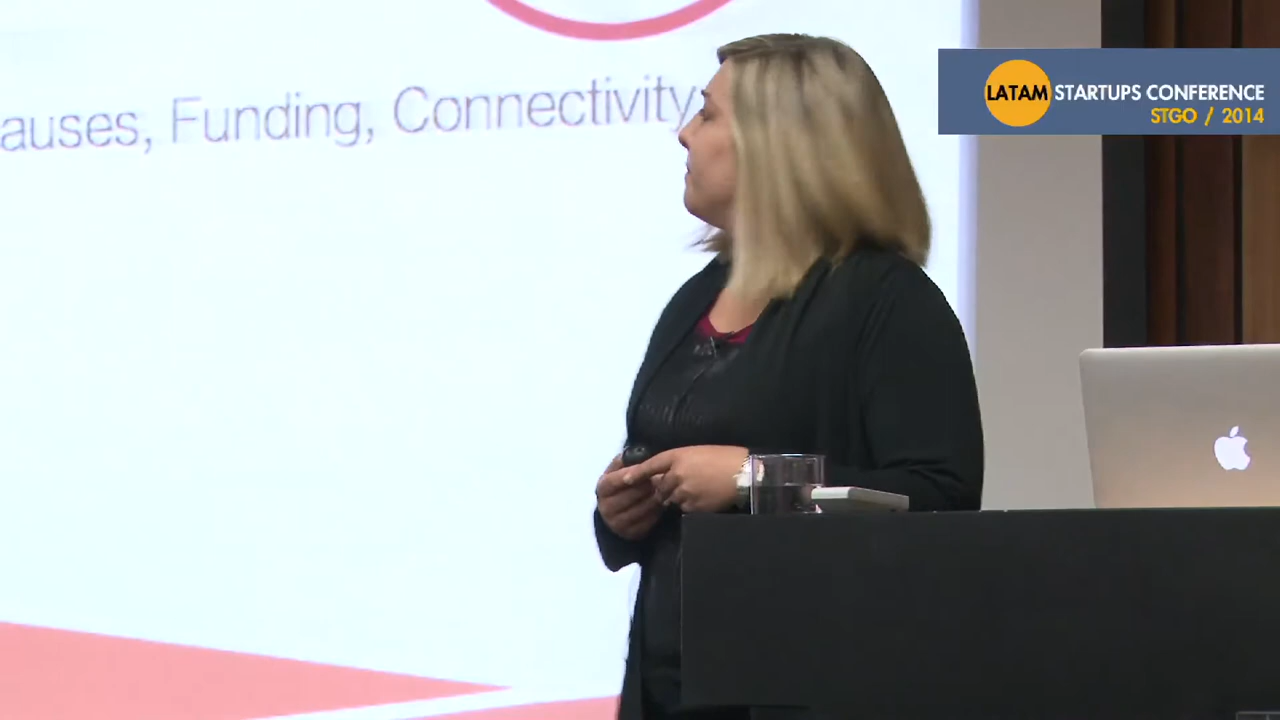 auses, Funding, Connectivity
LATAM STARTUPS CONFERENCE
STGO / 2014